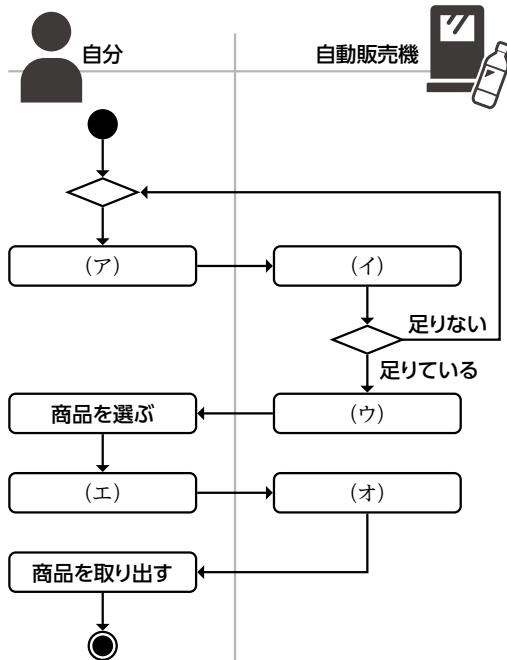 自分
自動販売機
(ア)
(イ)
足りない
足りている
商品を選ぶ
(ウ)
(エ)
(オ)
商品を取り出す